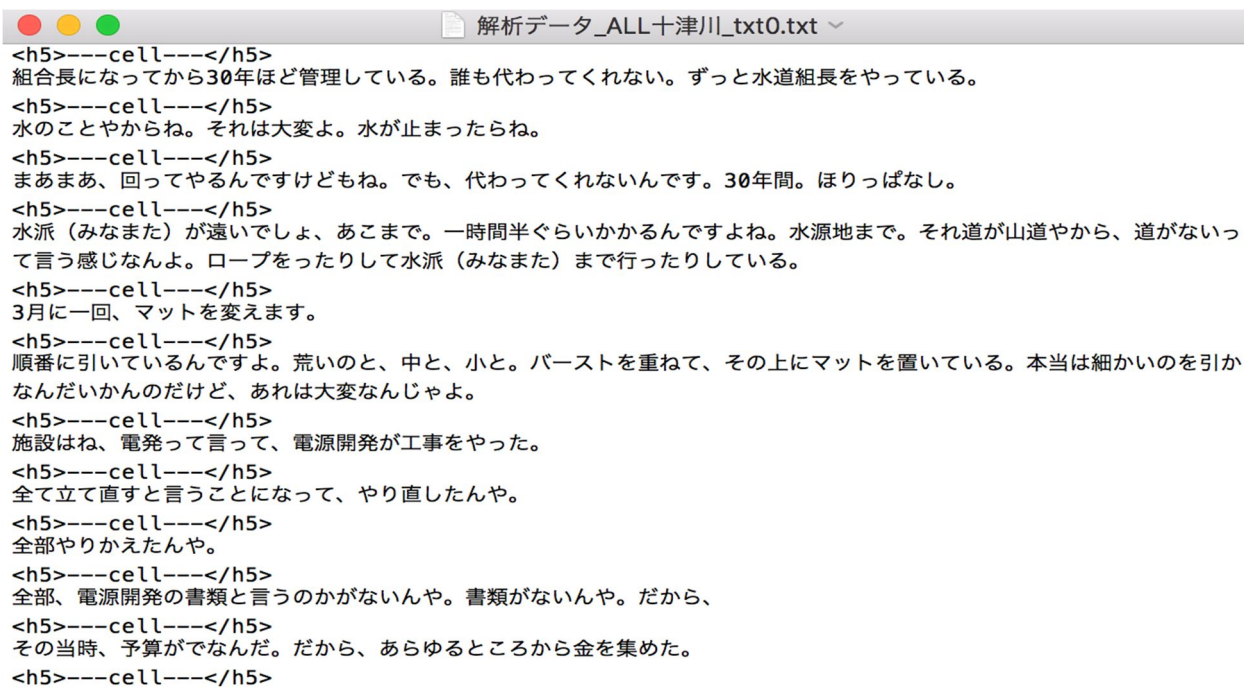 解析データ_ALL十津川_txt0.txt
<h5>---cell---</h5>
組合長になってから30年ほど管理している。誰も代わってくれない。ずっと水道組長をやっている。
<h5>---cell---</h5>
水のことやからね。それは大変よ。水が止まったらね。
<h5>---cell---</h5>
まあまあ、回ってやるんですけどもね。でも、代わってくれないんです。30年間。ほりっぱなし。
<h5>---cell---</h5>
水派（みなまた）が遠いでしょ、あこまで。一時間半ぐらいかかるんですよね。水源地まで。それ道が山道やから、道がないっ
て言う感じなんよ。ロープをったりして水派（みなまた）まで行ったりしている。
<h5>---cell---</h5>
3月に一回、マットを変えます。
<h5>---cell---</h5>
順番に引いているんですよ。荒いのと、中と、小と。バーストを重ねて、その上にマットを置いている。本当は細かいのを引か
なんだいかんのだけど、あれは大変なんじゃよ。
<h5>---cell---</h5>
施設はね、電発って言って、電源開発が工事をやった。
<h5>---cell---</h5>
全て立て直すと言うことになって、やり直したんや。
<h5>---cell---</h5>
全部やりかえたんや。
<h5>---cell---</h5>
全部、電源開発の書類と言うのかがないんや。書類がないんや。だから、
<h5>---cell---</h5>
その当時、予算がでなんだ。だから、あらゆるところから金を集めた。
<h5>---cell---</h5>